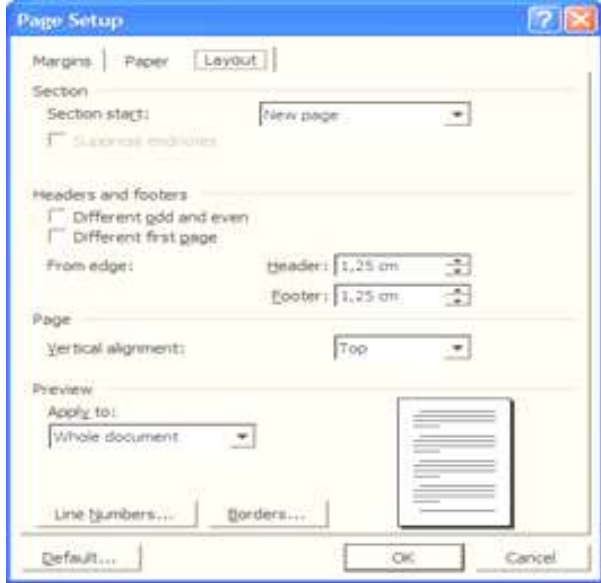 Page Setup
Margins Paper Layout
Section
Section start: New page
Suppress endnotes
Headers and footers
Different odd and even
Different first page
From edge: Header: 1,25 cm
Footer: 1,25 cm
Page
Vertical alignment: Top
Preview
Apply to:
Whole document
Line Numbers... Borders...
Default... OK Cancel